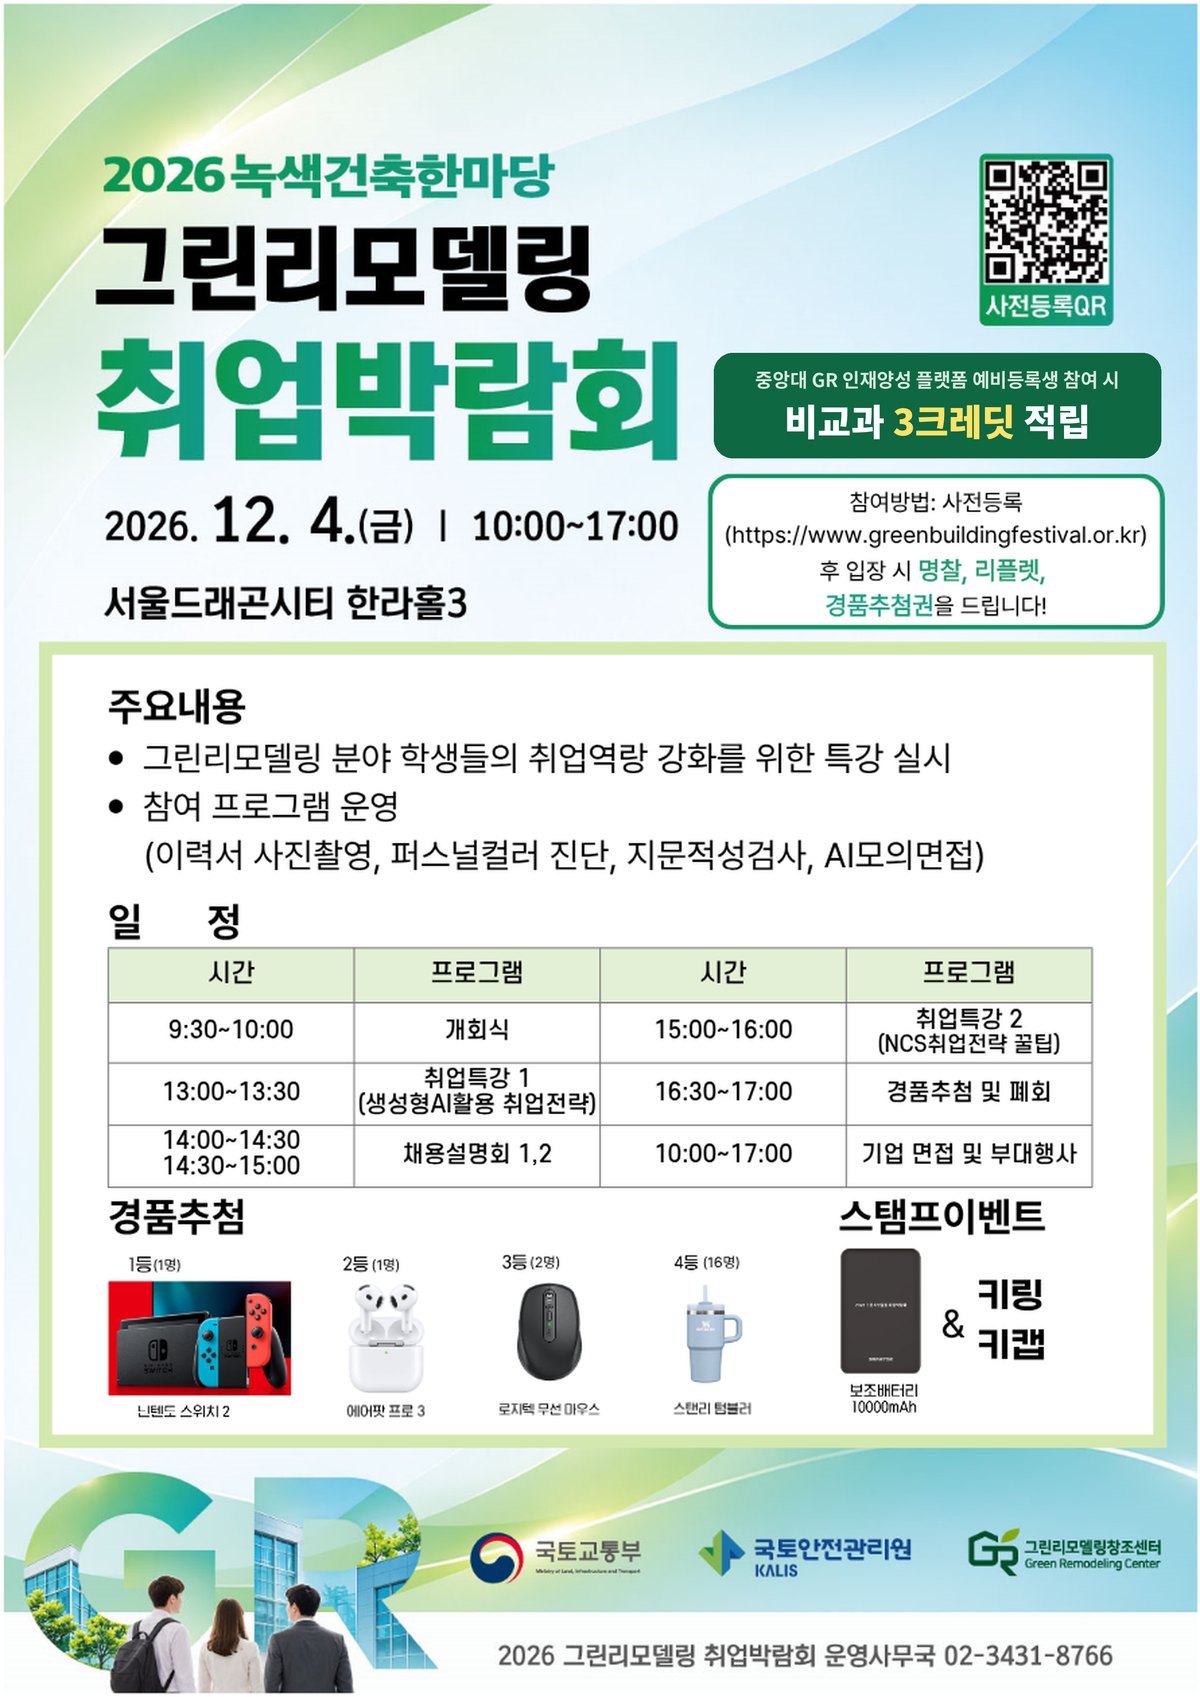 2026 녹색건축한마당
그린리모델링
취업박람회
2026. 12. 4.(금) | 10:00~17:00
서울드래곤시티 한라홀3
사전등록QR
중앙대 GR 인재양성 플랫폼 예비등록생 참여 시
비교과 3크레딧 적립
참여방법: 사전등록
(https://www.greenbuildingfestival.or.kr)
후 입장 시 명찰, 리플렛,
경품추첨권을 드립니다!
주요내용
● 그린리모델링 분야 학생들의 취업역량 강화를 위한 특강 실시
● 참여 프로그램 운영
(이력서 사진촬영, 퍼스널컬러 진단, 지문적성검사, AI모의면접)
일 정
시간 프로그램 시간 프로그램
9:30~10:00 개회식 15:00~16:00 취업특강 2
(NCS취업전략 꿀팁)
13:00~13:30 취업특강 1
(생성형AI활용 취업전략) 16:30~17:00 경품추첨 및 폐회
14:00~14:30
14:30~15:00 채용설명회 1,2 10:00~17:00 기업 면접 및 부대행사
경품추첨
1등(1명)
닌텐도 스위치 2
2등 (1명)
에어팟 프로 3
3등 (2명)
로지텍 무선 마우스
4등 (16명)
스탠리 텀블러
스탬프이벤트
보조배터리
10000mAh
&
키링
키캡
GR
국토교통부
Ministry of Land, Infrastructure and Transport
국토안전관리원
KALIS
그린리모델링창조센터
Green Remodeling Center
2026 그린리모델링 취업박람회 운영사무국 02-3431-8766